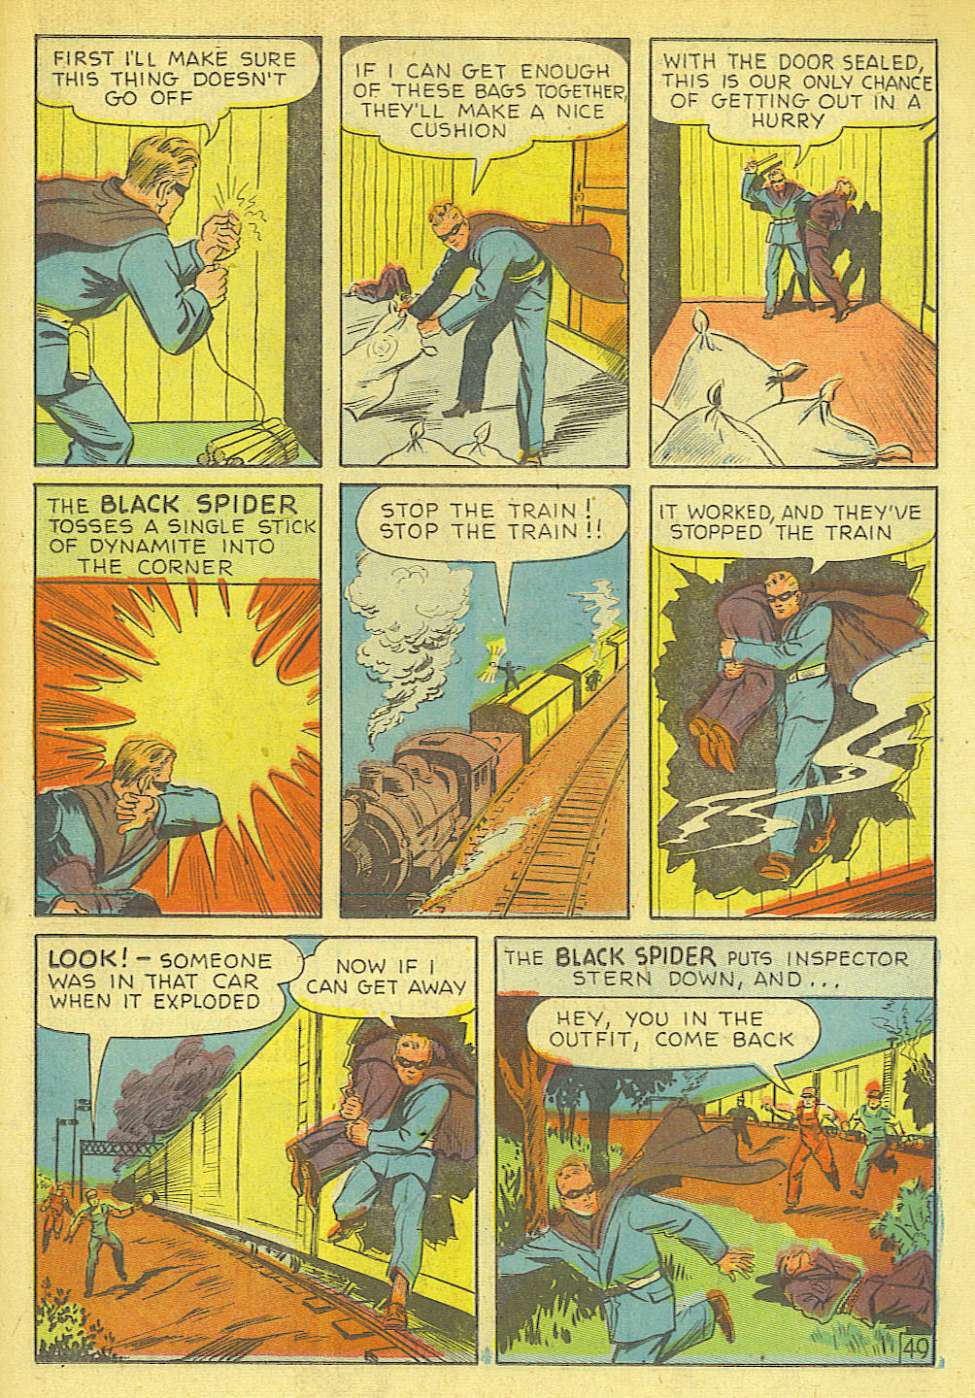 FIRST I'LL MAKE SURE
THIS THING DOESN'T
GO OFF
IF I CAN GET ENOUGH
OF THESE BAGS TOGETHER,
THEY'LL MAKE A NICE
CUSHION
WITH THE DOOR SEALED,
THIS IS OUR ONLY CHANCE
OF GETTING OUT IN A
HURRY
THE BLACK SPIDER
TOSSES A SINGLE STICK
OF DYNAMITE INTO
THE CORNER
STOP THE TRAIN!
STOP THE TRAIN!!
IT WORKED, AND THEY'VE
STOPPED THE TRAIN
LOOK! - SOMEONE
WAS IN THAT CAR
WHEN IT EXPLODED
NOW IF I
CAN GET AWAY
THE BLACK SPIDER PUTS INSPECTOR
STERN DOWN, AND...
HEY, YOU IN THE
OUTFIT, COME BACK
49